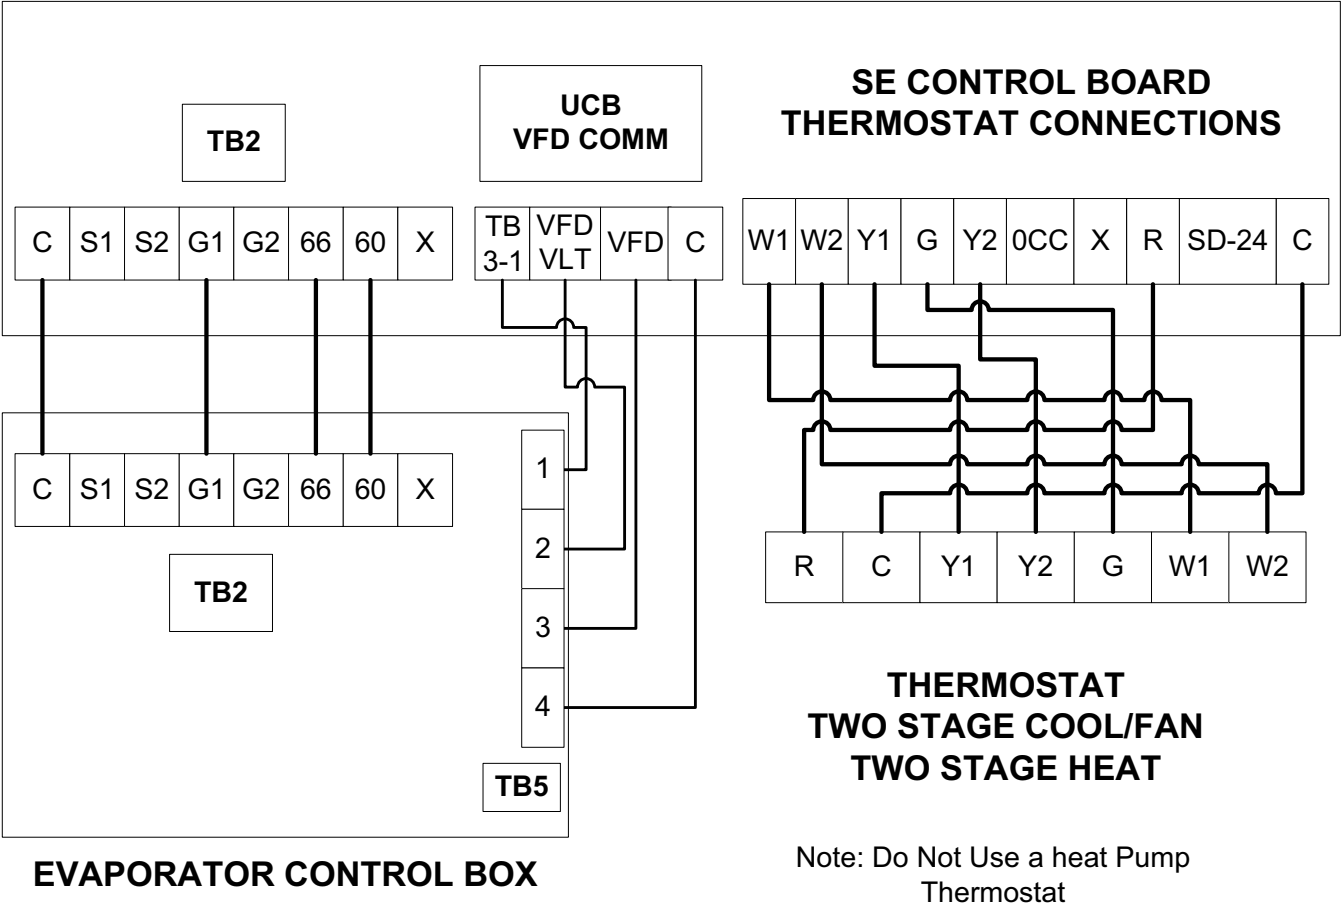 SE CONTROL BOARD
THERMOSTAT CONNECTIONS
UCB
VFD COMM
TB2
C S1 S2 G1 G2 66 60 X
TB
3-1
VFD
VLT
VFD
C
W1 W2 Y1 G Y2 0CC X R SD-24 C
C S1 S2 G1 G2 66 60 X
TB2
1
2
3
4
TB5
R C Y1 Y2 G W1 W2
THERMOSTAT
TWO STAGE COOL/FAN
TWO STAGE HEAT
EVAPORATOR CONTROL BOX
Note: Do Not Use a heat Pump
Thermostat